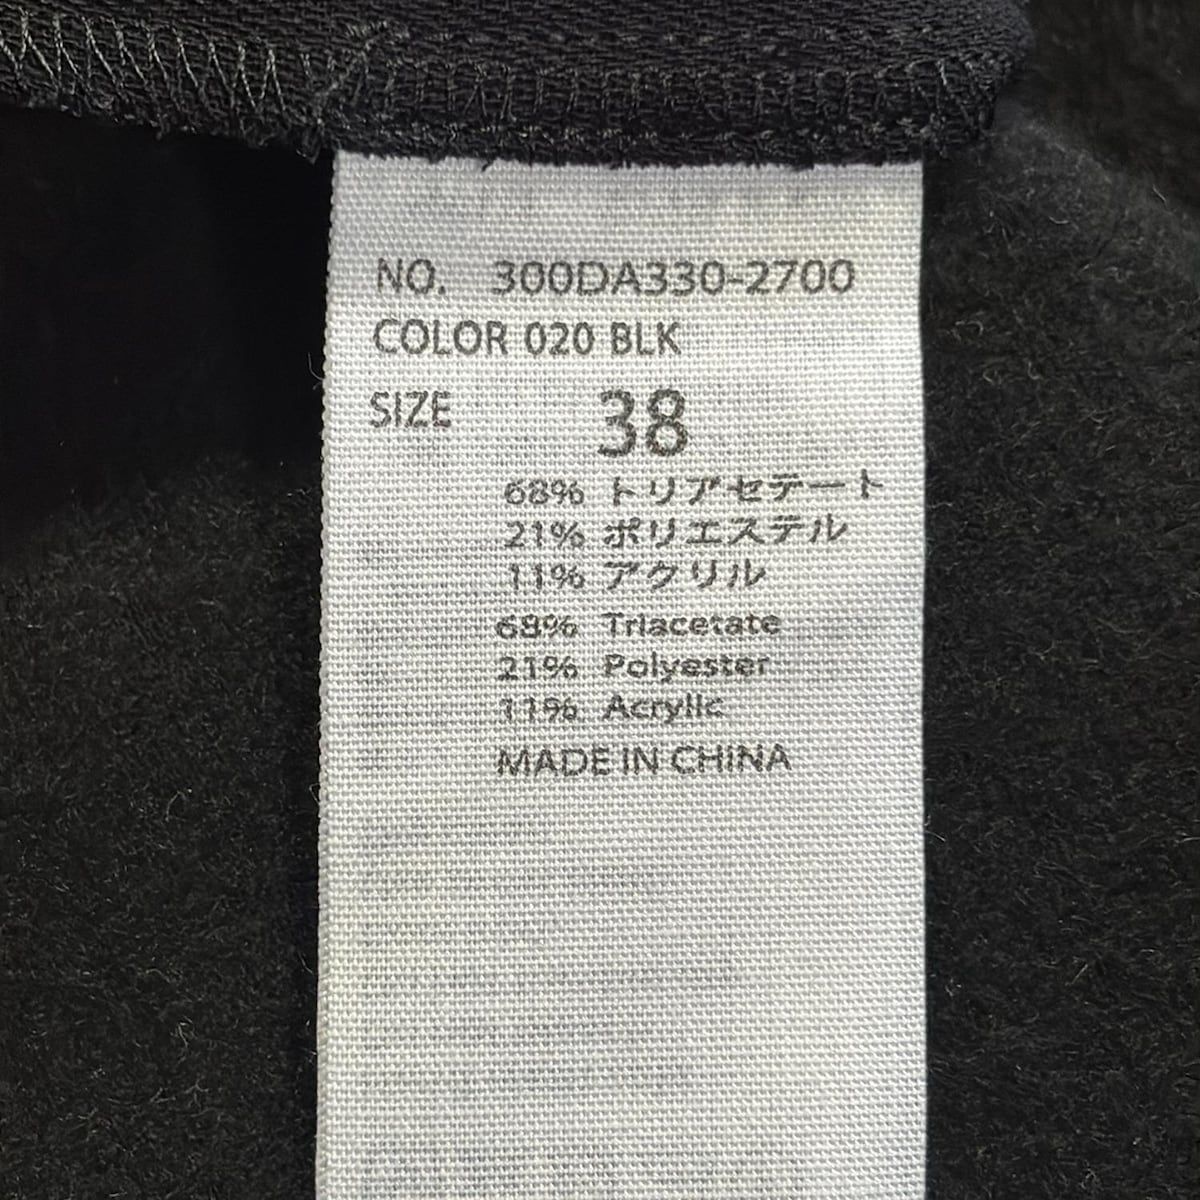 NO. 300DA330-2700
COLOR 020 BLK
SIZE 38
68% トリアセテート
21% ポリエステル
11% アクリル
68% Triacetate
21% Polyester
11% Acrylic
MADE IN CHINA